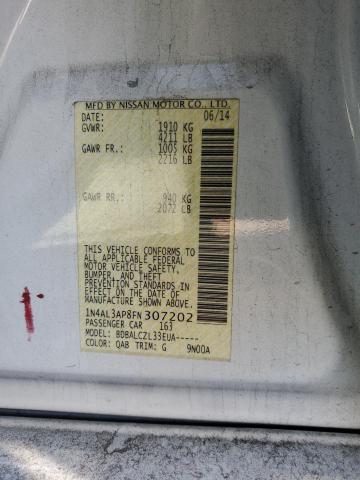 MFD BY NISSAN MOTOR CO., LTD.
DATE: 06/14
GVWR: 1910 KG
4211 LB
GAWR FR.: 1005 KG
2216 LB
GAWR RR.: 940 KG
2072 LB
THIS VEHICLE CONFORMS TO
ALL APPLICABLE FEDERAL
MOTOR VEHICLE SAFETY,
BUMPER, AND THEFT
PREVENTION STANDARDS IN
EFFECT ON THE DATE OF
MANUFACTURE SHOWN ABOVE.
1N4AL3AP8FN307202
PASSENGER CAR 163
MODEL: BDBALCZL33EUA-----
COLOR: QAB TRIM: G 9N00A